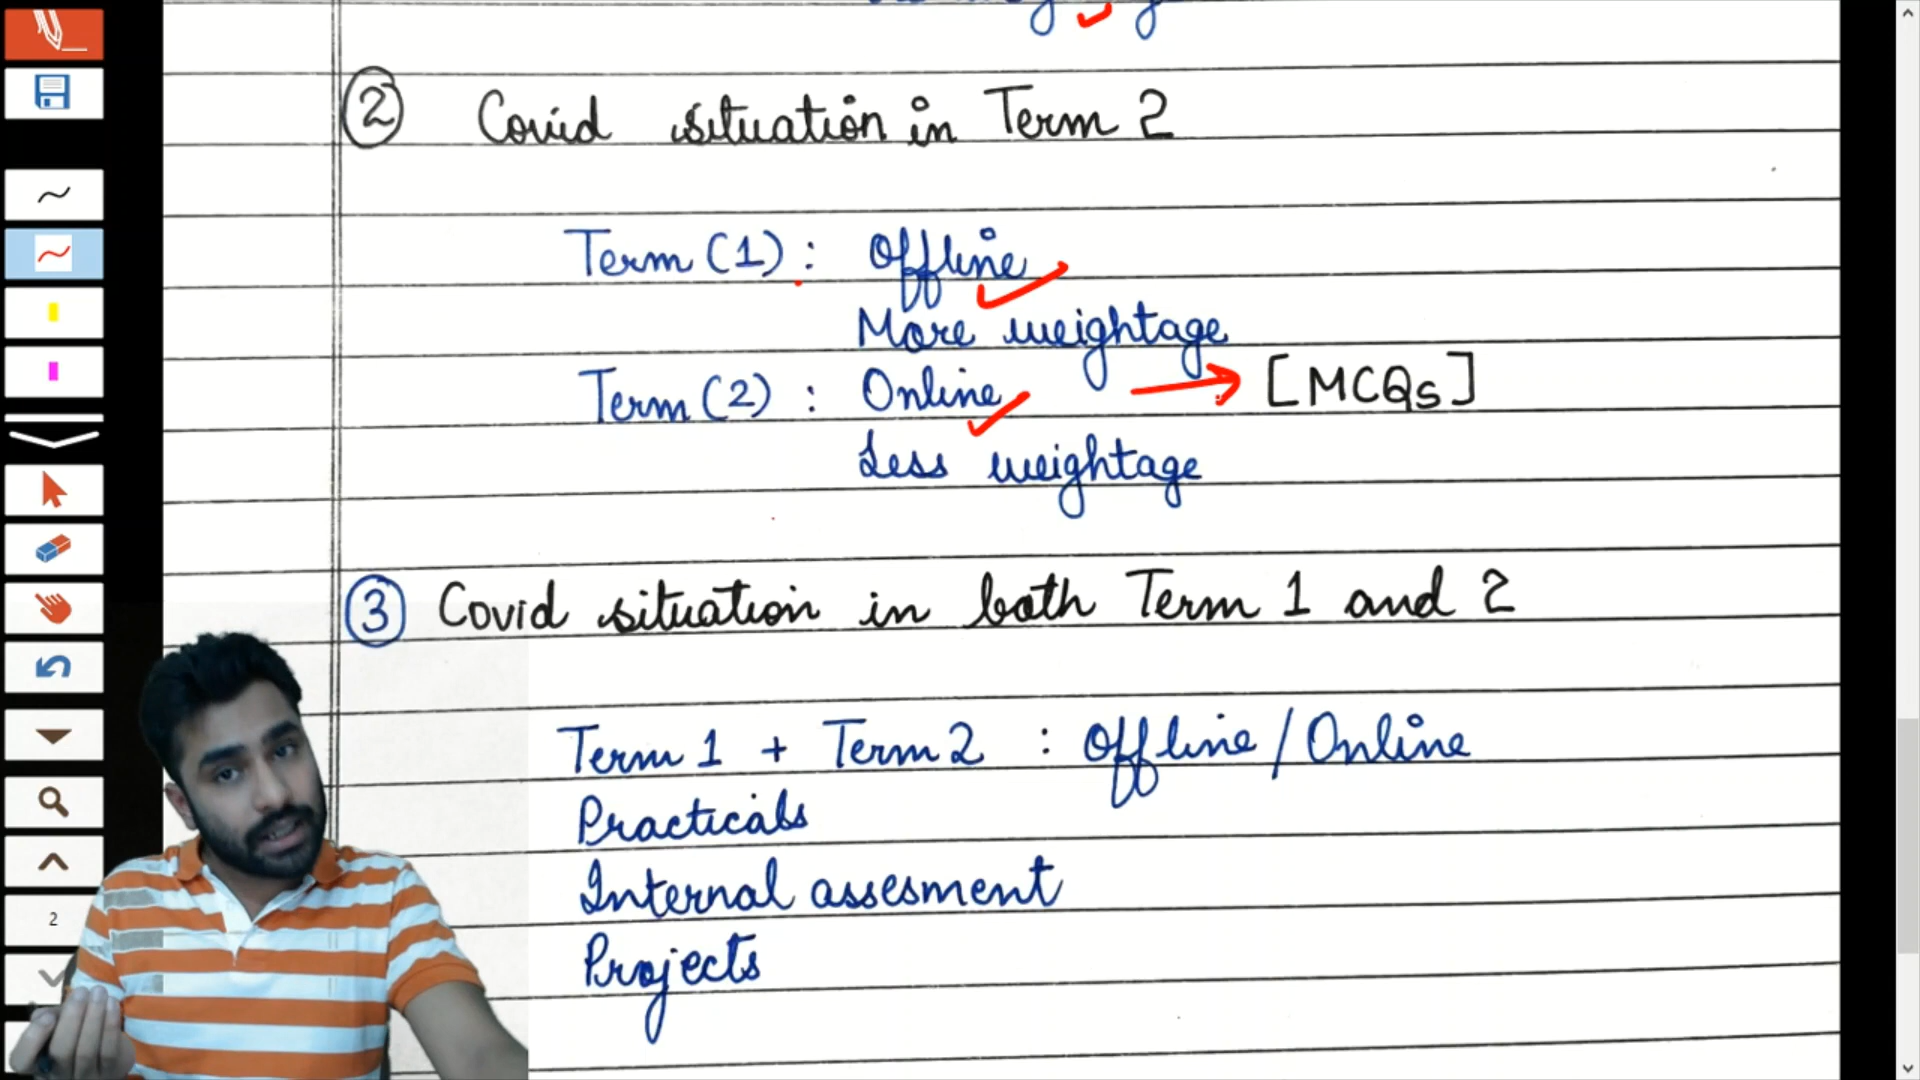 2 Covid situation in Term 2
Term (1) : Offline
More weightage
Term (2) : Online → [MCQs]
Less weightage
3 Covid situation in both Term 1 and 2
Term 1 + Term 2 : Offline / Online
Practicals
Internal assesment
Projects
2